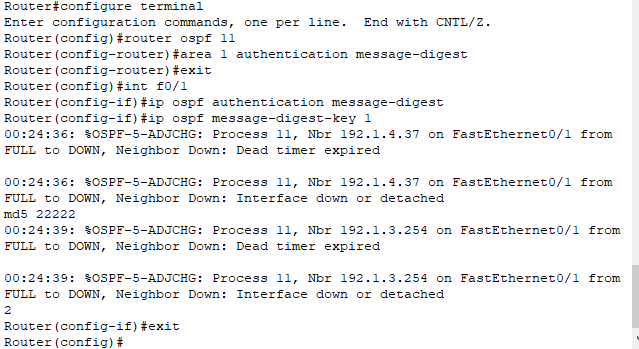 Router#configure terminal
Enter configuration commands, one per line.  End with CNTL/Z.
Router(config)#router ospf 11
Router(config-router)#area 1 authentication message-digest
Router(config-router)#exit
Router(config)#int f0/1
Router(config-if)#ip ospf authentication message-digest
Router(config-if)#ip ospf message-digest-key 1
00:24:36: %OSPF-5-ADJCHG: Process 11, Nbr 192.1.4.37 on FastEthernet0/1 from
FULL to DOWN, Neighbor Down: Dead timer expired

00:24:36: %OSPF-5-ADJCHG: Process 11, Nbr 192.1.4.37 on FastEthernet0/1 from
FULL to DOWN, Neighbor Down: Interface down or detached
md5 22222
00:24:39: %OSPF-5-ADJCHG: Process 11, Nbr 192.1.3.254 on FastEthernet0/1 from
FULL to DOWN, Neighbor Down: Dead timer expired

00:24:39: %OSPF-5-ADJCHG: Process 11, Nbr 192.1.3.254 on FastEthernet0/1 from
FULL to DOWN, Neighbor Down: Interface down or detached
2
Router(config-if)#exit
Router(config)#